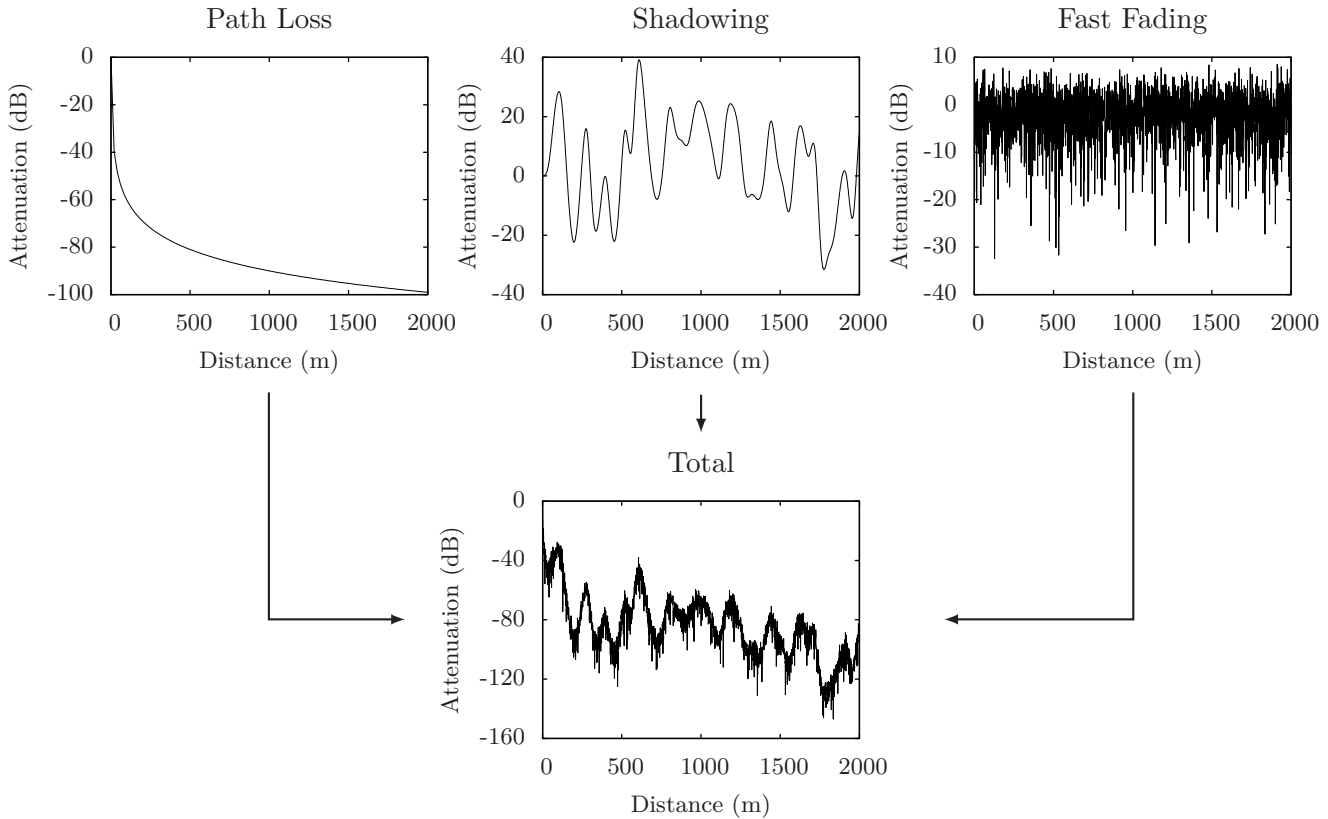 Path Loss
Attenuation (dB)
0
-20
-40
-60
-80
-100
0 500 1000 1500 2000
Distance (m)
Shadowing
Attenuation (dB)
40
20
0
-20
-40
0 500 1000 1500 2000
Distance (m)
Fast Fading
Attenuation (dB)
10
0
-10
-20
-30
-40
0 500 1000 1500 2000
Distance (m)
Total
Attenuation (dB)
0
-40
-80
-120
-160
0 500 1000 1500 2000
Distance (m)